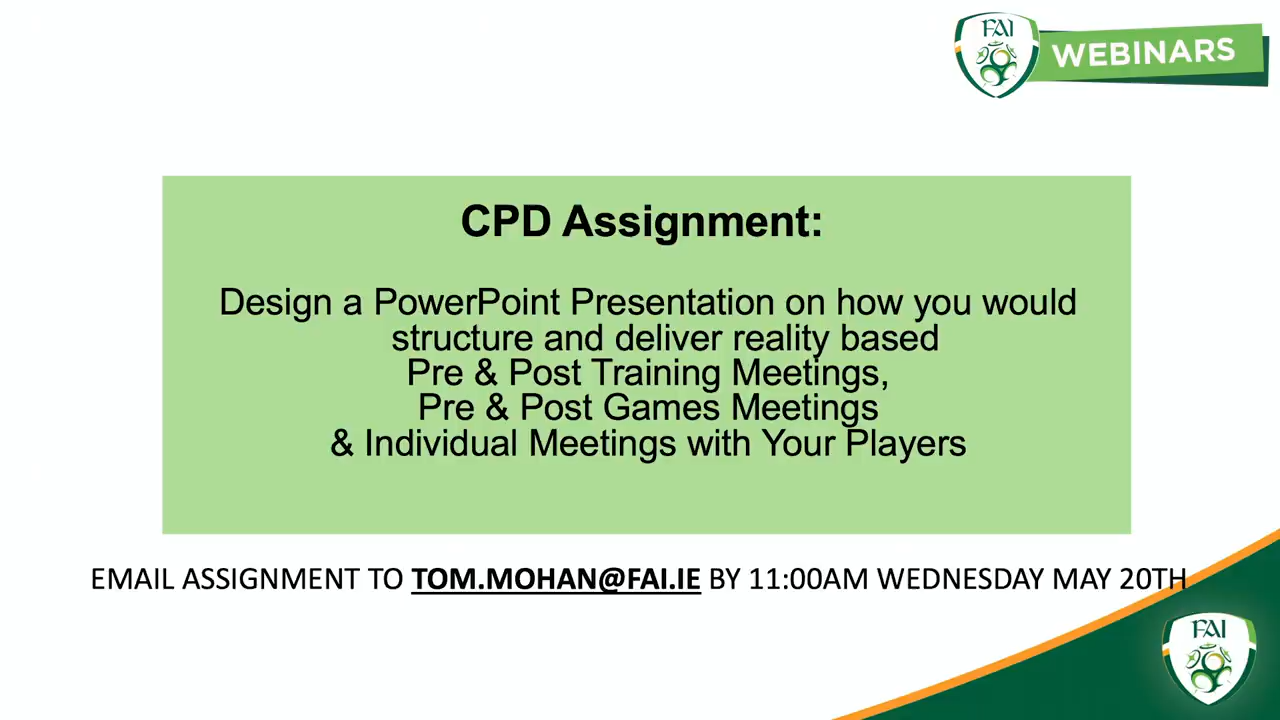 FAI
WEBINARS
CPD Assignment:
Design a PowerPoint Presentation on how you would
structure and deliver reality based
Pre & Post Training Meetings,
Pre & Post Games Meetings
& Individual Meetings with Your Players
EMAIL ASSIGNMENT TO TOM.MOHAN@FAI.IE BY 11:00AM WEDNESDAY MAY 20TH
FAI